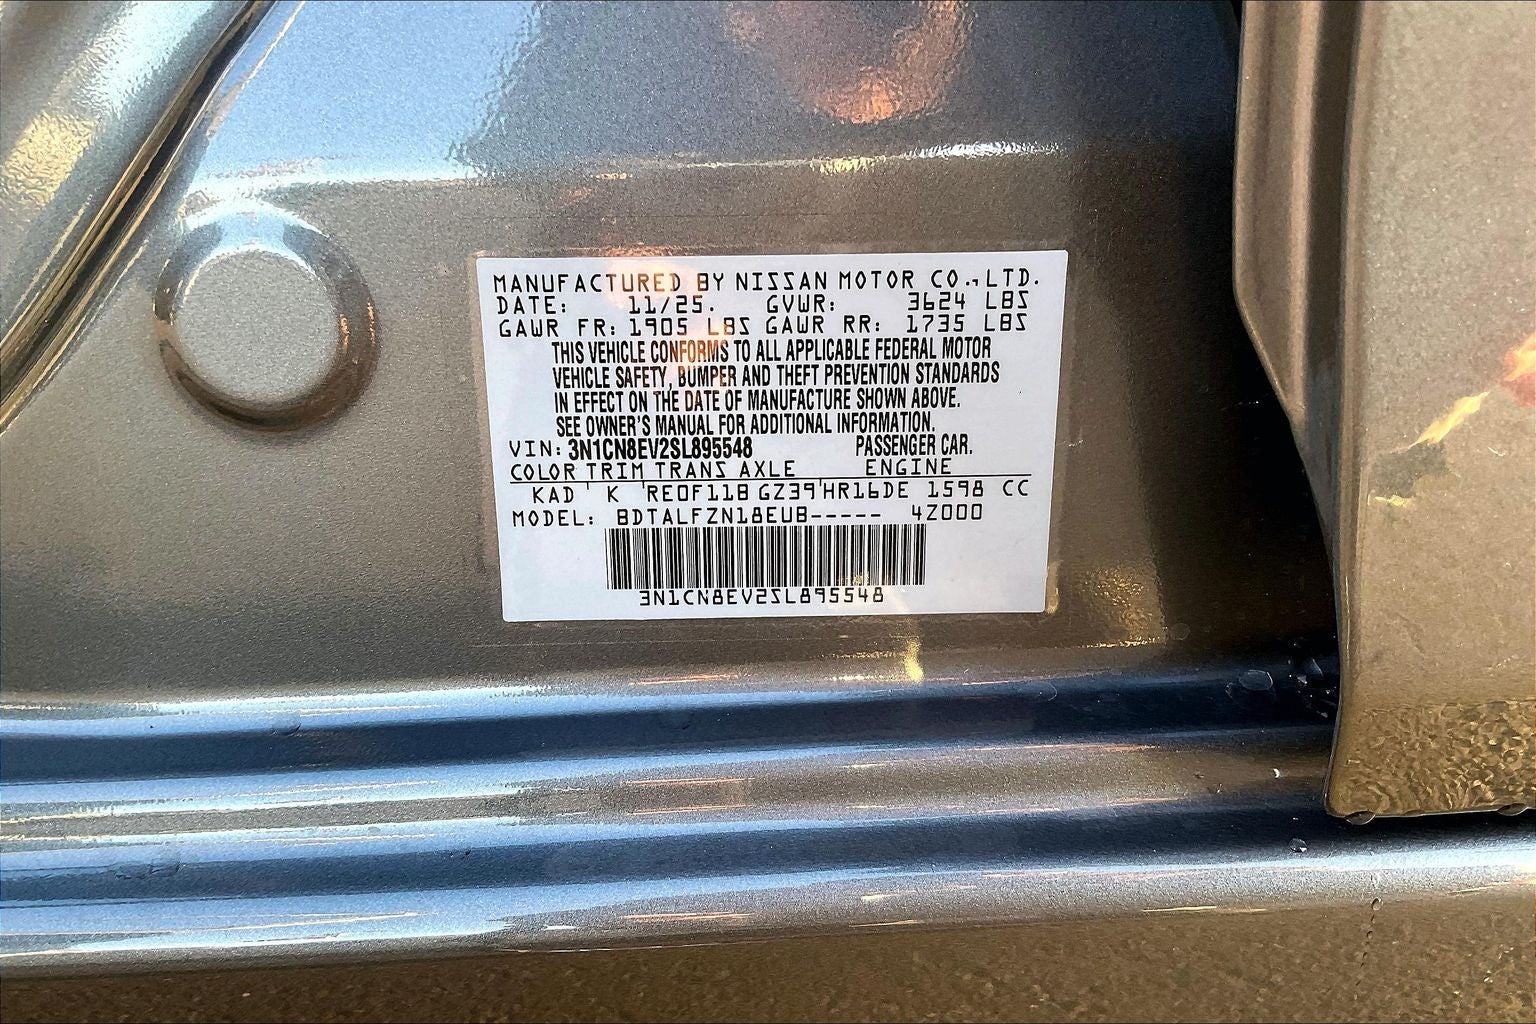 MANUFACTURED BY NISSAN MOTOR CO.,LTD.
DATE: 11/25. GVWR: 3624 LBS
GAWR FR: 1905 LBS GAWR RR: 1735 LBS
THIS VEHICLE CONFORMS TO ALL APPLICABLE FEDERAL MOTOR
VEHICLE SAFETY, BUMPER AND THEFT PREVENTION STANDARDS
IN EFFECT ON THE DATE OF MANUFACTURE SHOWN ABOVE.
SEE OWNER'S MANUAL FOR ADDITIONAL INFORMATION.
VIN: 3N1CN8EV2SL895548 PASSENGER CAR.
COLOR TRIM TRANS AXLE ENGINE
KAD K RE0F11B GZ39 HR16DE 1598 CC
MODEL: BDTALFZN18EUB----- 4Z000
3N1CN8EV2SL895548